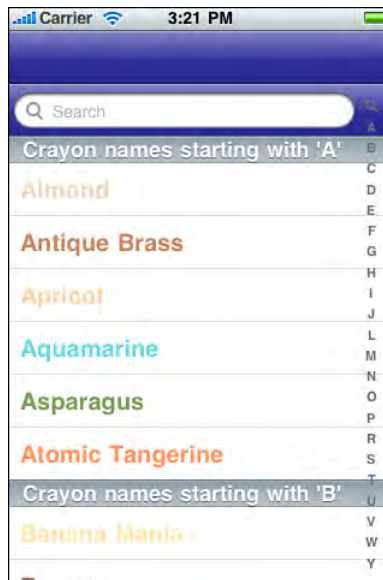 Carrier 3:21 PM
Search
Crayon names starting with 'A'
Almond
Antique Brass
Apricot
Aquamarine
Asparagus
Atomic Tangerine
Crayon names starting with 'B'
Banana Mania
A
B
C
D
E
F
G
H
I
J
L
M
N
O
P
R
S
T
U
V
W
Y